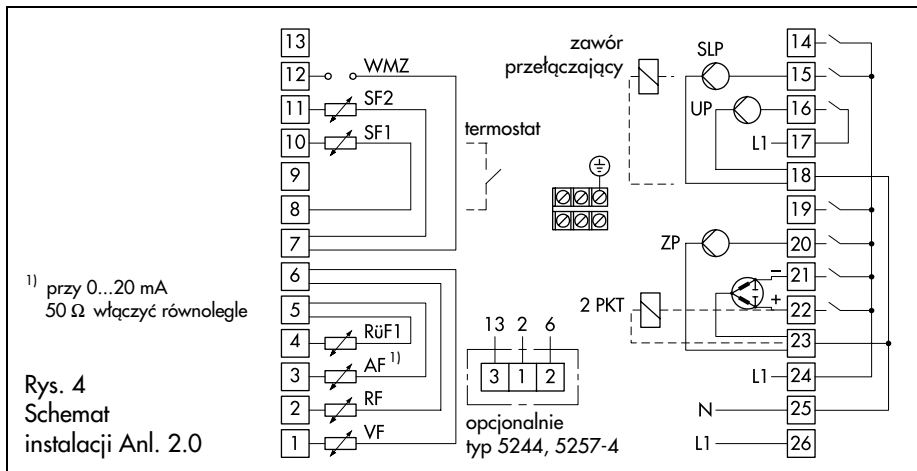 13
12 WMZ
11 SF2
10 SF1
9
8
7
6
5
4 RüF1
3 AF 1)
2 RF
1 VF
termostat
1) przy 0...20 mA
50 Ω włączyć równolegle
Rys. 4
Schemat
instalacji Anl. 2.0
13 2 6
3 1 2
opcjonalnie
typ 5244, 5257-4
zawór
przełączający
SLP
UP
ZP
2 PKT
14
15
16
L1 17
18
19
20
− 21
+ 22
23
L1 24
N 25
L1 26